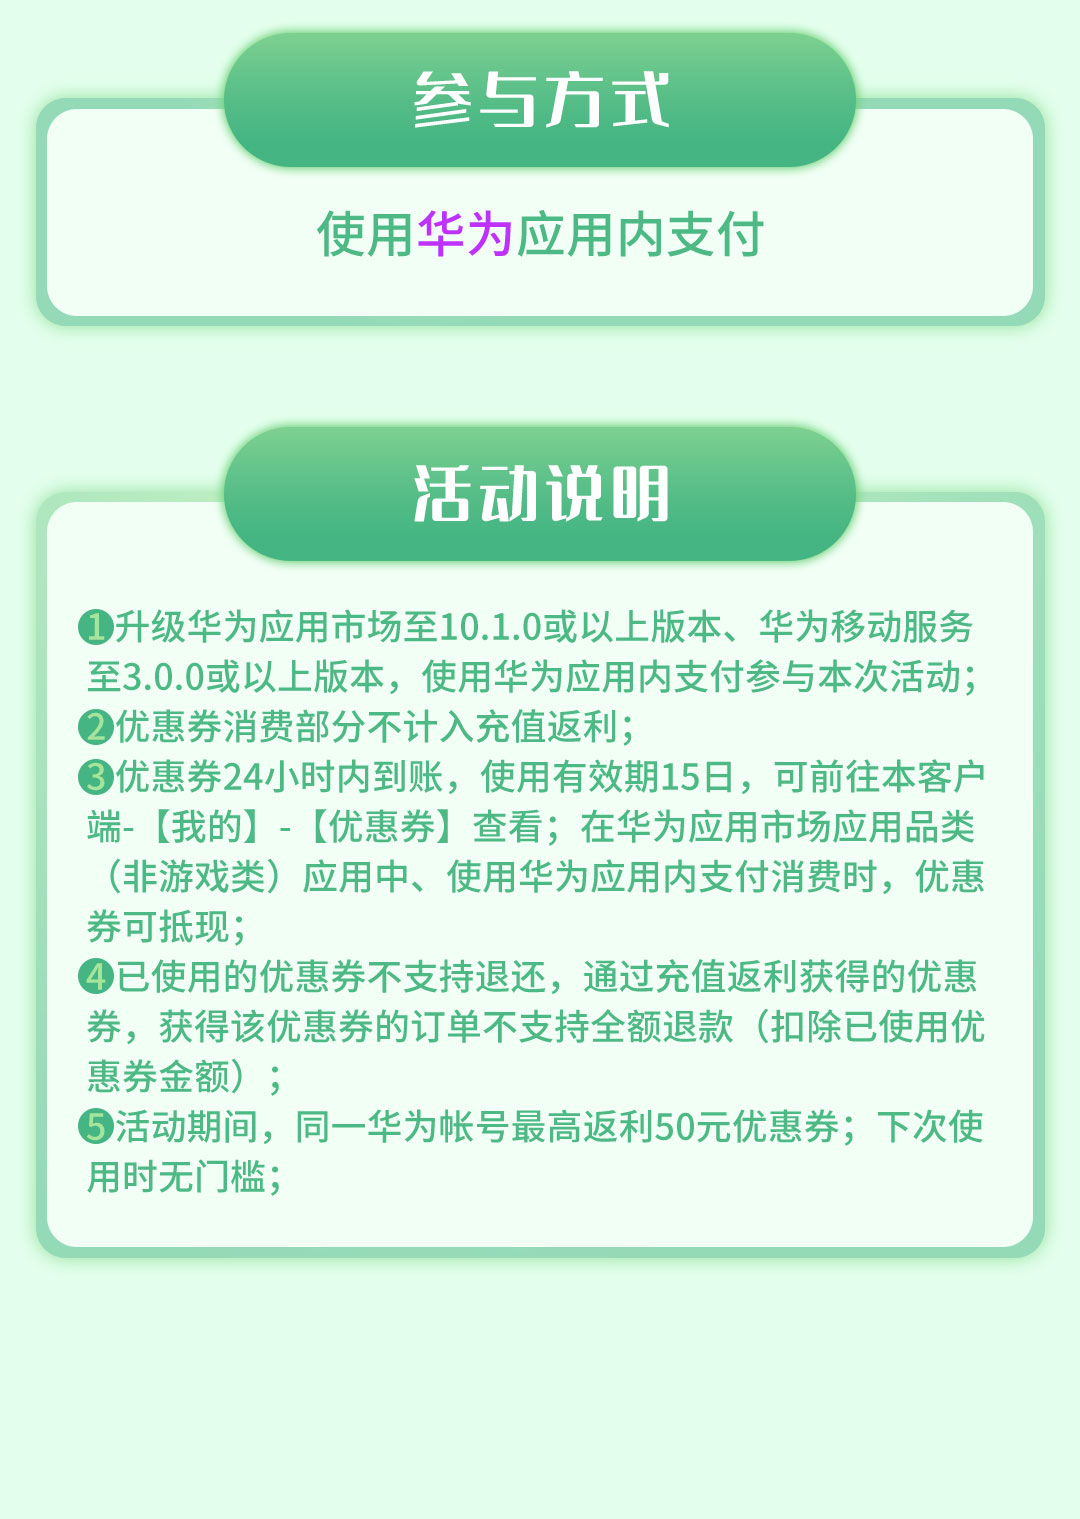 参与方式
使用华为应用内支付
活动说明
❶升级华为应用市场至10.1.0或以上版本、华为移动服务
至3.0.0或以上版本，使用华为应用内支付参与本次活动；
❷优惠券消费部分不计入充值返利；
❸优惠券24小时内到账，使用有效期15日，可前往本客户
端-【我的】-【优惠券】查看；在华为应用市场应用品类
（非游戏类）应用中、使用华为应用内支付消费时，优惠
券可抵现；
❹已使用的优惠券不支持退还，通过充值返利获得的优惠
券，获得该优惠券的订单不支持全额退款（扣除已使用优
惠券金额）；
❺活动期间，同一华为帐号最高返利50元优惠券；下次使
用时无门槛；